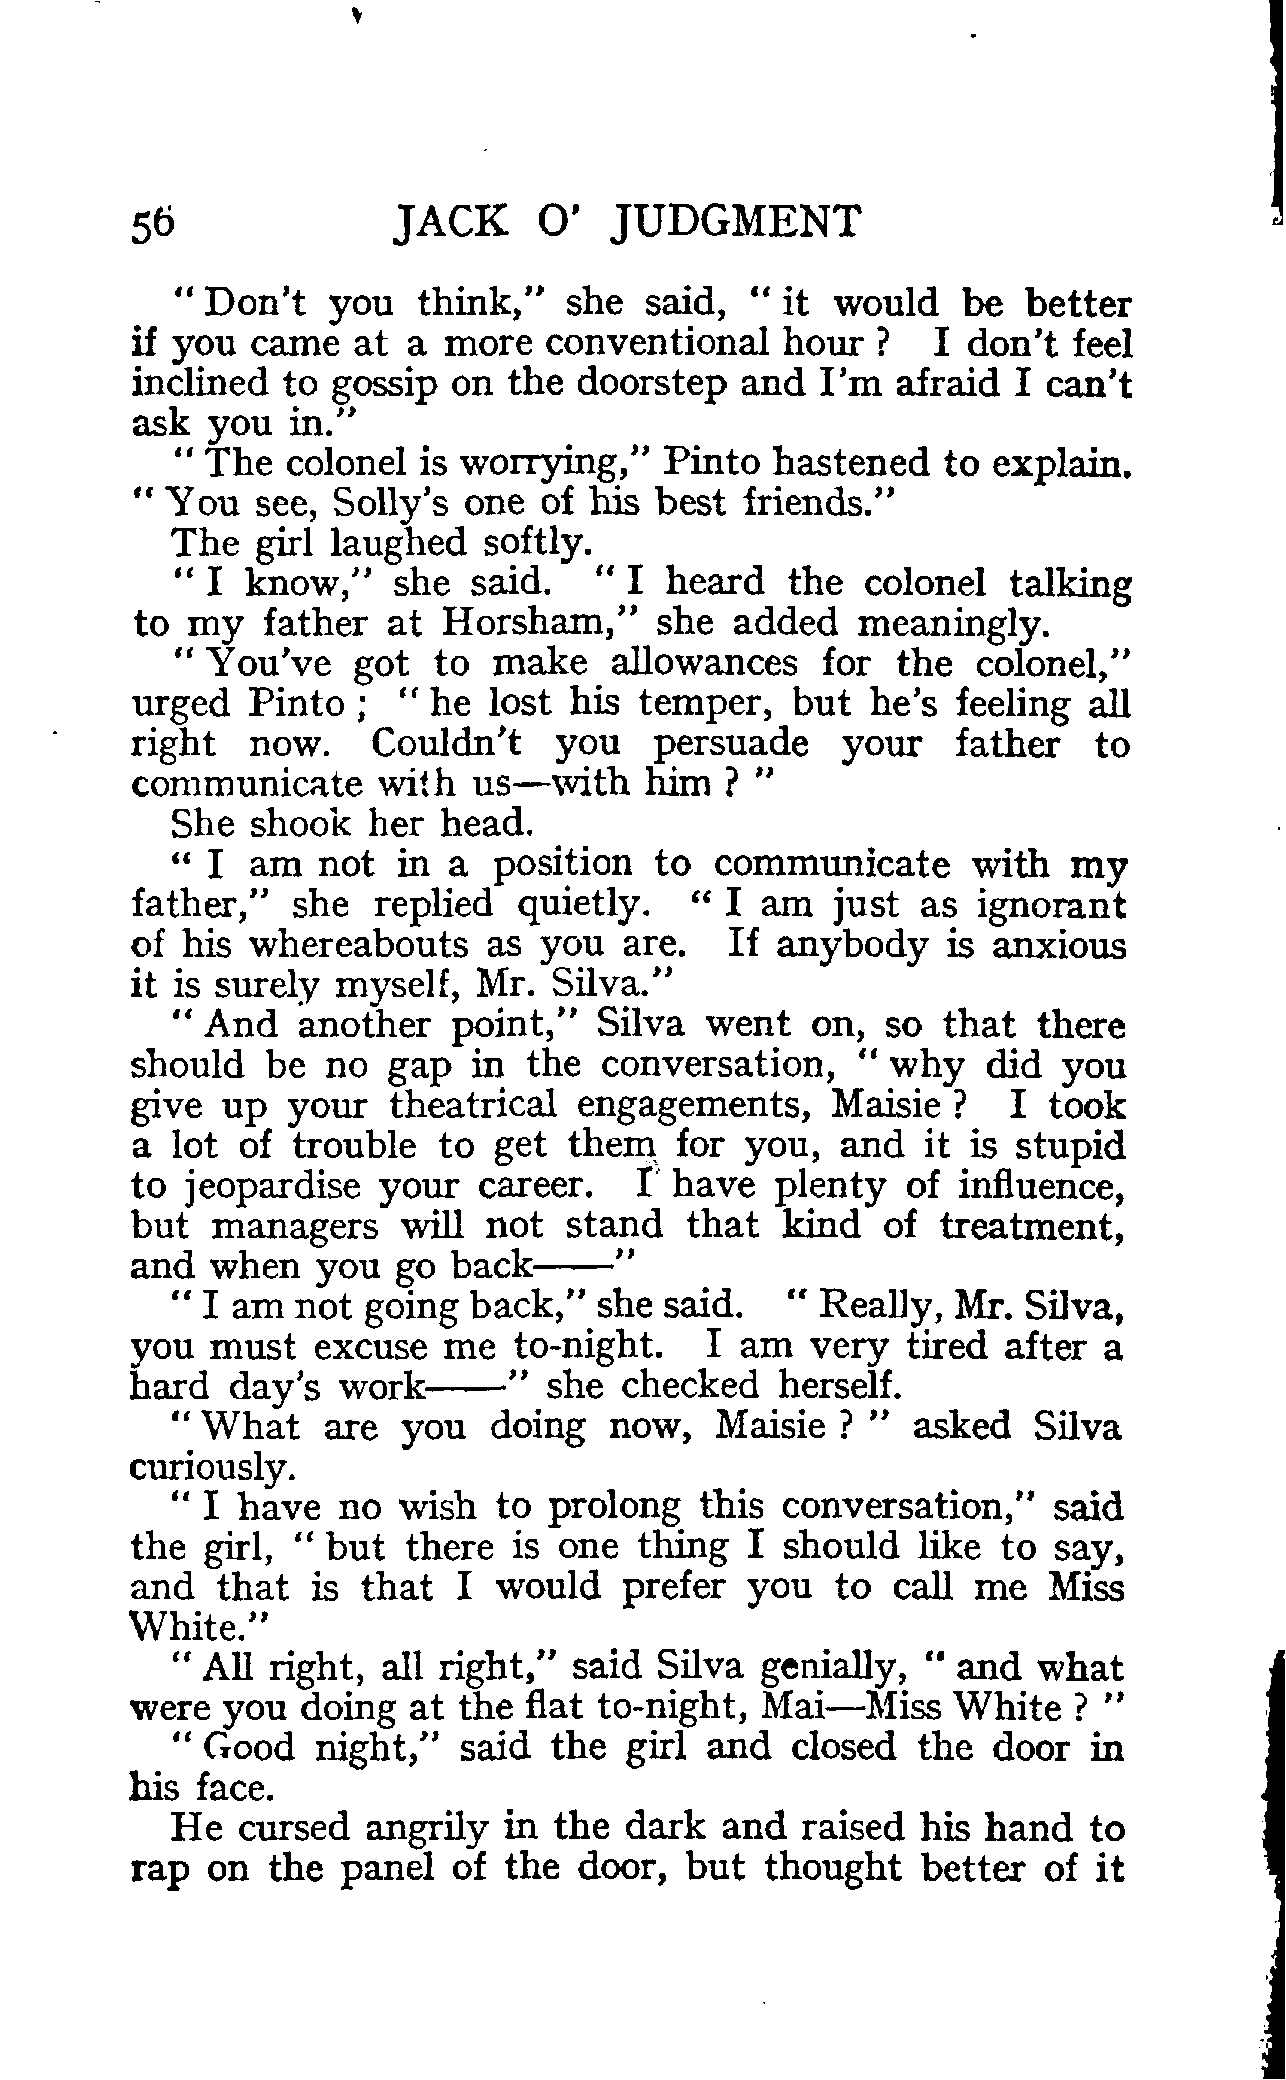 56 JACK O' JUDGMENT
" Don't you think," she said, " it would be better
if you came at a more conventional hour ? I don't feel
inclined to gossip on the doorstep and I'm afraid I can't
ask you in."
" The colonel is worrying," Pinto hastened to explain.
" You see, Solly's one of his best friends."
The girl laughed softly.
" I know," she said. " I heard the colonel talking
to my father at Horsham," she added meaningly.
" You've got to make allowances for the colonel,"
urged Pinto ; " he lost his temper, but he's feeling all
right now. Couldn't you persuade your father to
communicate with us—with him ? "
She shook her head.
" I am not in a position to communicate with my
father," she replied quietly. " I am just as ignorant
of his whereabouts as you are. If anybody is anxious
it is surely myself, Mr. Silva."
" And another point," Silva went on, so that there
should be no gap in the conversation, " why did you
give up your theatrical engagements, Maisie ? I took
a lot of trouble to get them for you, and it is stupid
to jeopardise your career. I have plenty of influence,
but managers will not stand that kind of treatment,
and when you go back——"
" I am not going back," she said. " Really, Mr. Silva,
you must excuse me to-night. I am very tired after a
hard day's work——" she checked herself.
" What are you doing now, Maisie ? " asked Silva
curiously.
" I have no wish to prolong this conversation," said
the girl, " but there is one thing I should like to say,
and that is that I would prefer you to call me Miss
White."
" All right, all right," said Silva genially, " and what
were you doing at the flat to-night, Mai—Miss White ? "
" Good night," said the girl and closed the door in
his face.
He cursed angrily in the dark and raised his hand to
rap on the panel of the door, but thought better of it